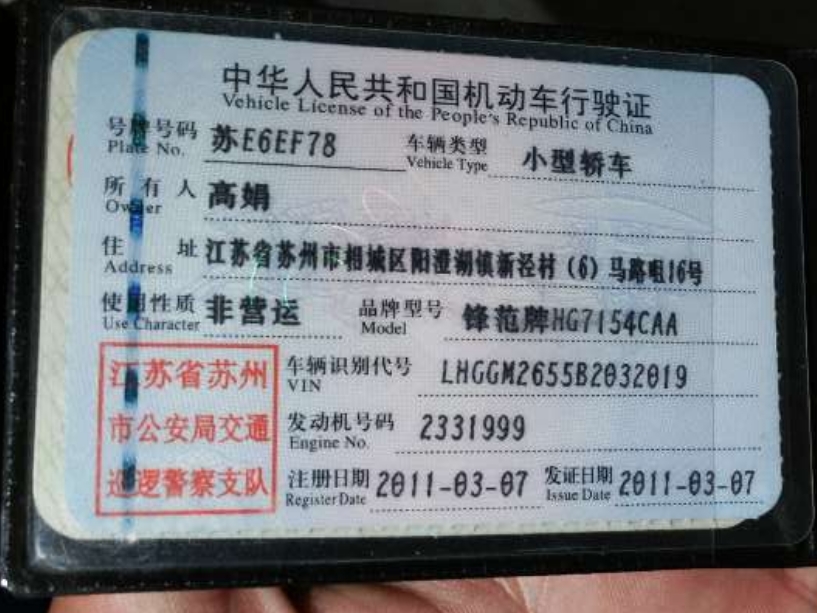 中华人民共和国机动车行驶证
Vehicle License of the People's Republic of China
号牌号码 苏E6EF78 车辆类型 小型轿车
Plate No. Vehicle Type
所有人 高娟
Owner
住址 江苏省苏州市相城区阳澄湖镇新泾村（6）马路咀16号
Address
使用性质 非营运 品牌型号 锋范牌HG7154CAA
Use Character Model
江苏省苏州 车辆识别代号 LHGGM2655B2032019
VIN
市公安局交通 发动机号码 2331999
Engine No.
巡逻警察支队 注册日期 2011-03-07 发证日期 2011-03-07
Register Date Issue Date